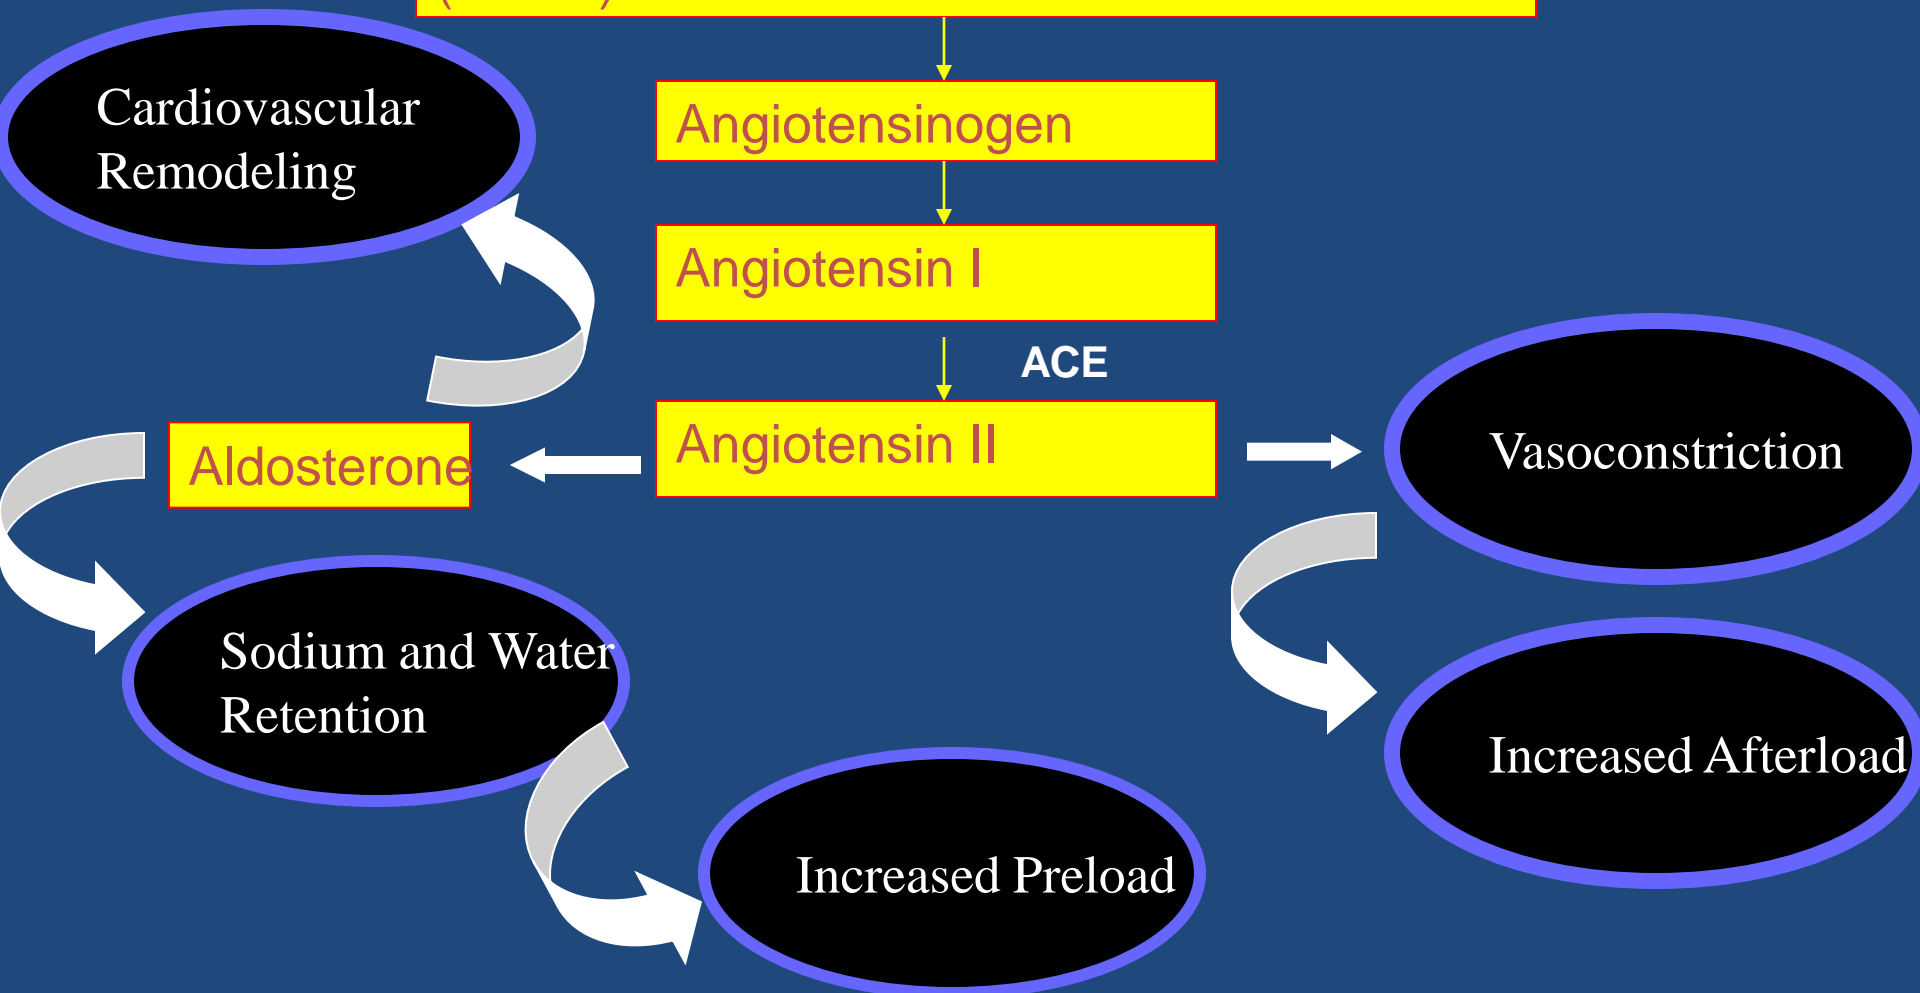 Cardiovascular
Remodeling
Angiotensinogen
Angiotensin I
ACE
Angiotensin II
Aldosterone
Vasoconstriction
Sodium and Water
Retention
Increased Afterload
Increased Preload